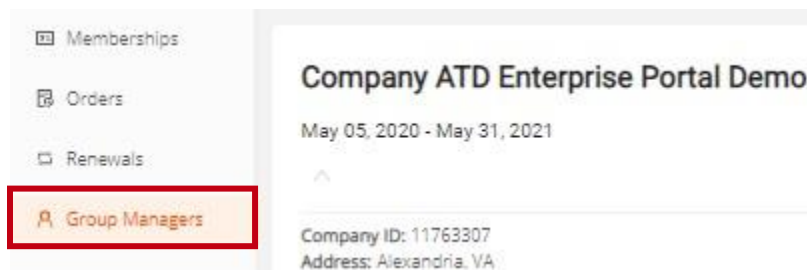 Memberships
Orders
Renewals
Group Managers
Company ATD Enterprise Portal Demo
May 05, 2020 - May 31, 2021
Company ID: 11763307
Address: Alexandria, VA